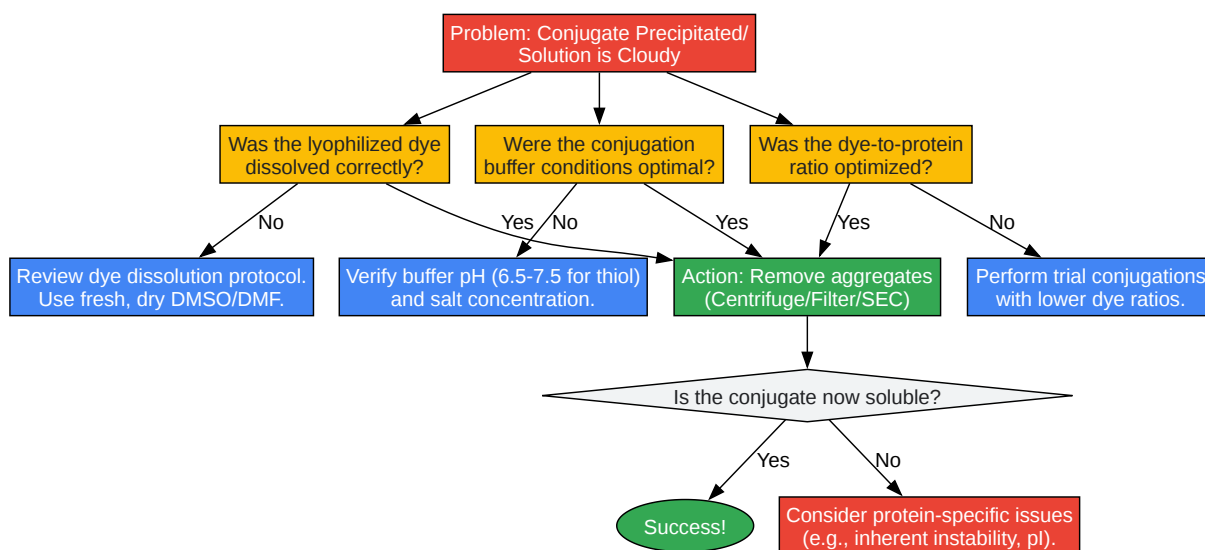 Problem: Conjugate Precipitated/
Solution is Cloudy
Was the lyophilized dye
dissolved correctly?
Were the conjugation
buffer conditions optimal?
Was the dye-to-protein
ratio optimized?
No
Yes
No
Yes
Yes
No
Review dye dissolution protocol.
Use fresh, dry DMSO/DMF.
Verify buffer pH (6.5-7.5 for thiol)
and salt concentration.
Action: Remove aggregates
(Centrifuge/Filter/SEC)
Perform trial conjugations
with lower dye ratios.
Is the conjugate now soluble?
Yes
No
Success!
Consider protein-specific issues
(e.g., inherent instability, pI).